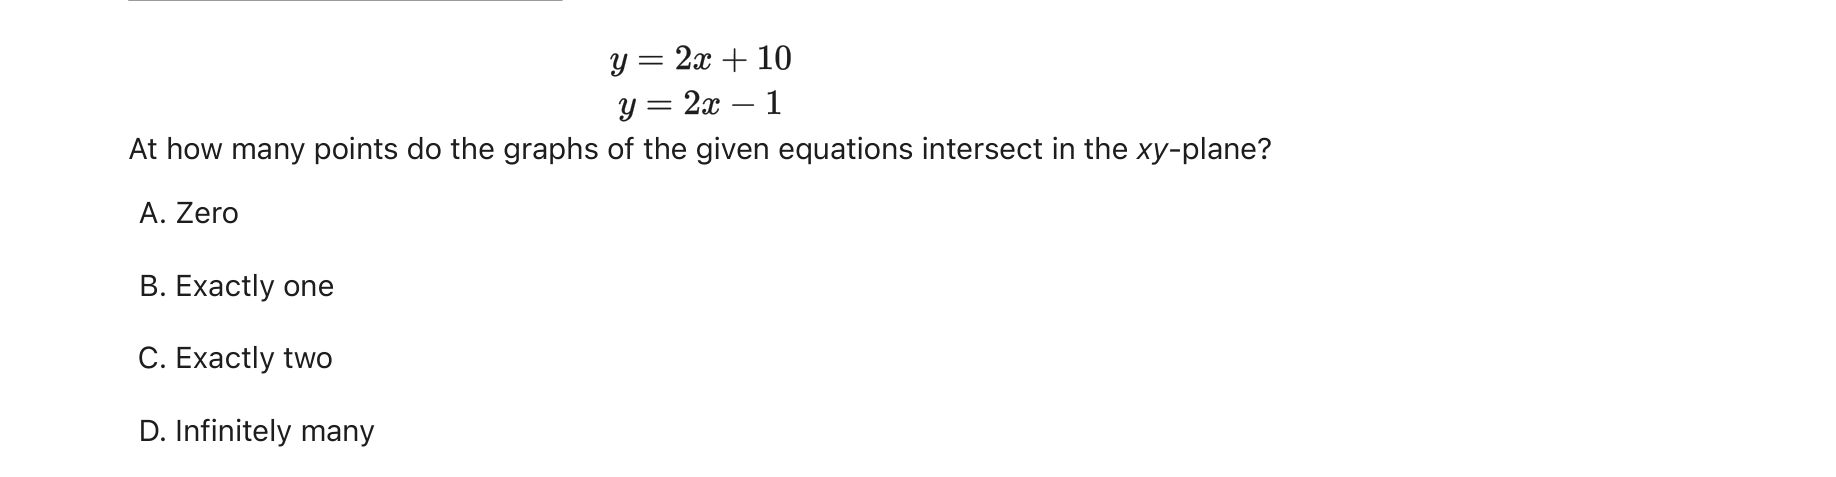 y = 2x + 10
y = 2x − 1
At how many points do the graphs of the given equations intersect in the xy-plane?
A. Zero
B. Exactly one
C. Exactly two
D. Infinitely many